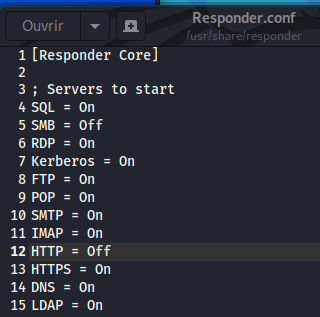 Ouvrir
Responder.conf
/usr/share/responder
1 [Responder Core]
2
3 ; Servers to start
4 SQL = On
5 SMB = Off
6 RDP = On
7 Kerberos = On
8 FTP = On
9 POP = On
10 SMTP = On
11 IMAP = On
12 HTTP = Off
13 HTTPS = On
14 DNS = On
15 LDAP = On